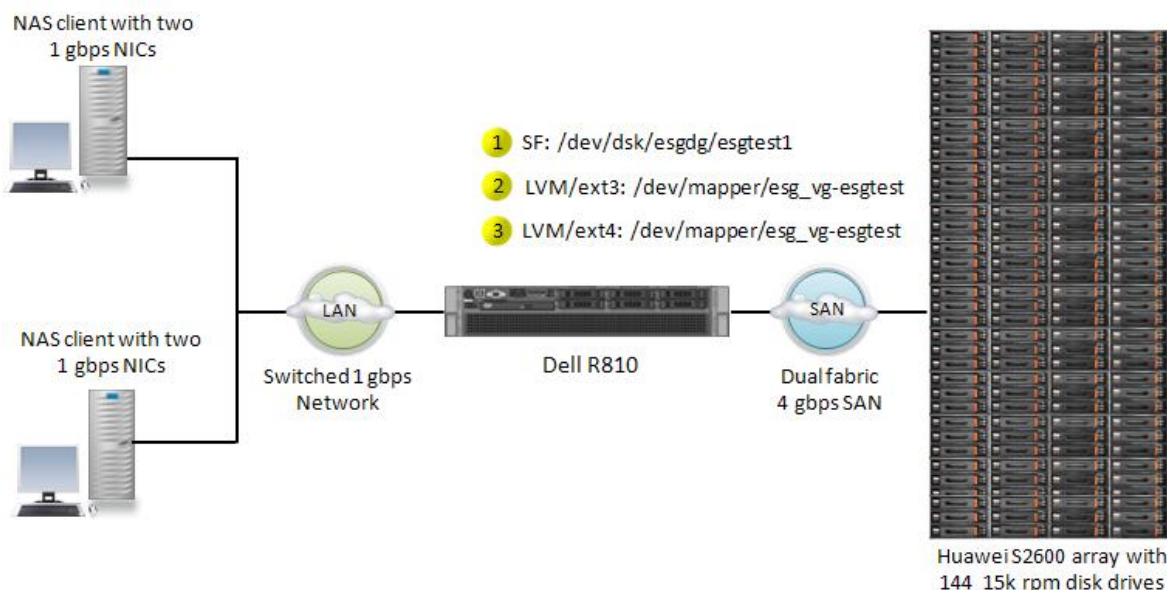 NAS client with two
1 gbps NICs
1 SF: /dev/dsk/esgdg/esgtest1
2 LVM/ext3: /dev/mapper/esg_vg-esgtest
3 LVM/ext4: /dev/mapper/esg_vg-esgtest
LAN
SAN
NAS client with two
1 gbps NICs
Switched 1 gbps
Network
Dell R810
Dual fabric
4 gbps SAN
Huawei S2600 array with
144 15k rpm disk drives